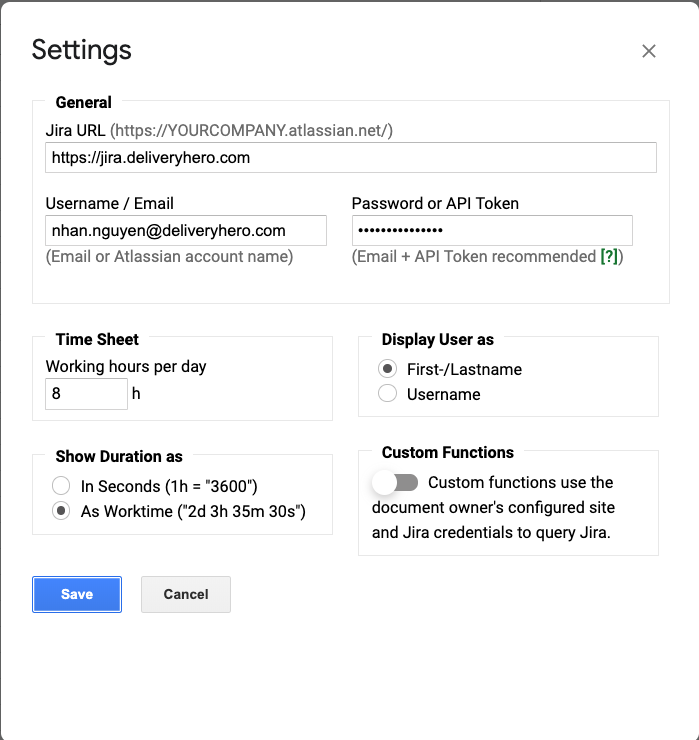 Settings
General
Jira URL (https://YOURCOMPANY.atlassian.net/)
https://jira.deliveryhero.com
Username / Email
nhan.nguyen@deliveryhero.com
(Email or Atlassian account name)
Password or API Token
•••••••••••••••
(Email + API Token recommended [?])
Time Sheet
Working hours per day
8 h
Display User as
First-/Lastname
Username
Show Duration as
In Seconds (1h = "3600")
As Worktime ("2d 3h 35m 30s")
Custom Functions
Custom functions use the
document owner's configured site
and Jira credentials to query Jira.
Save
Cancel